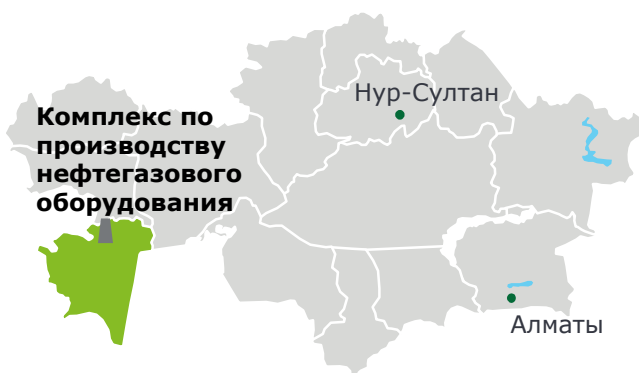 Нур-Султан
Комплекс по
производству
нефтегазового
оборудования
Алматы